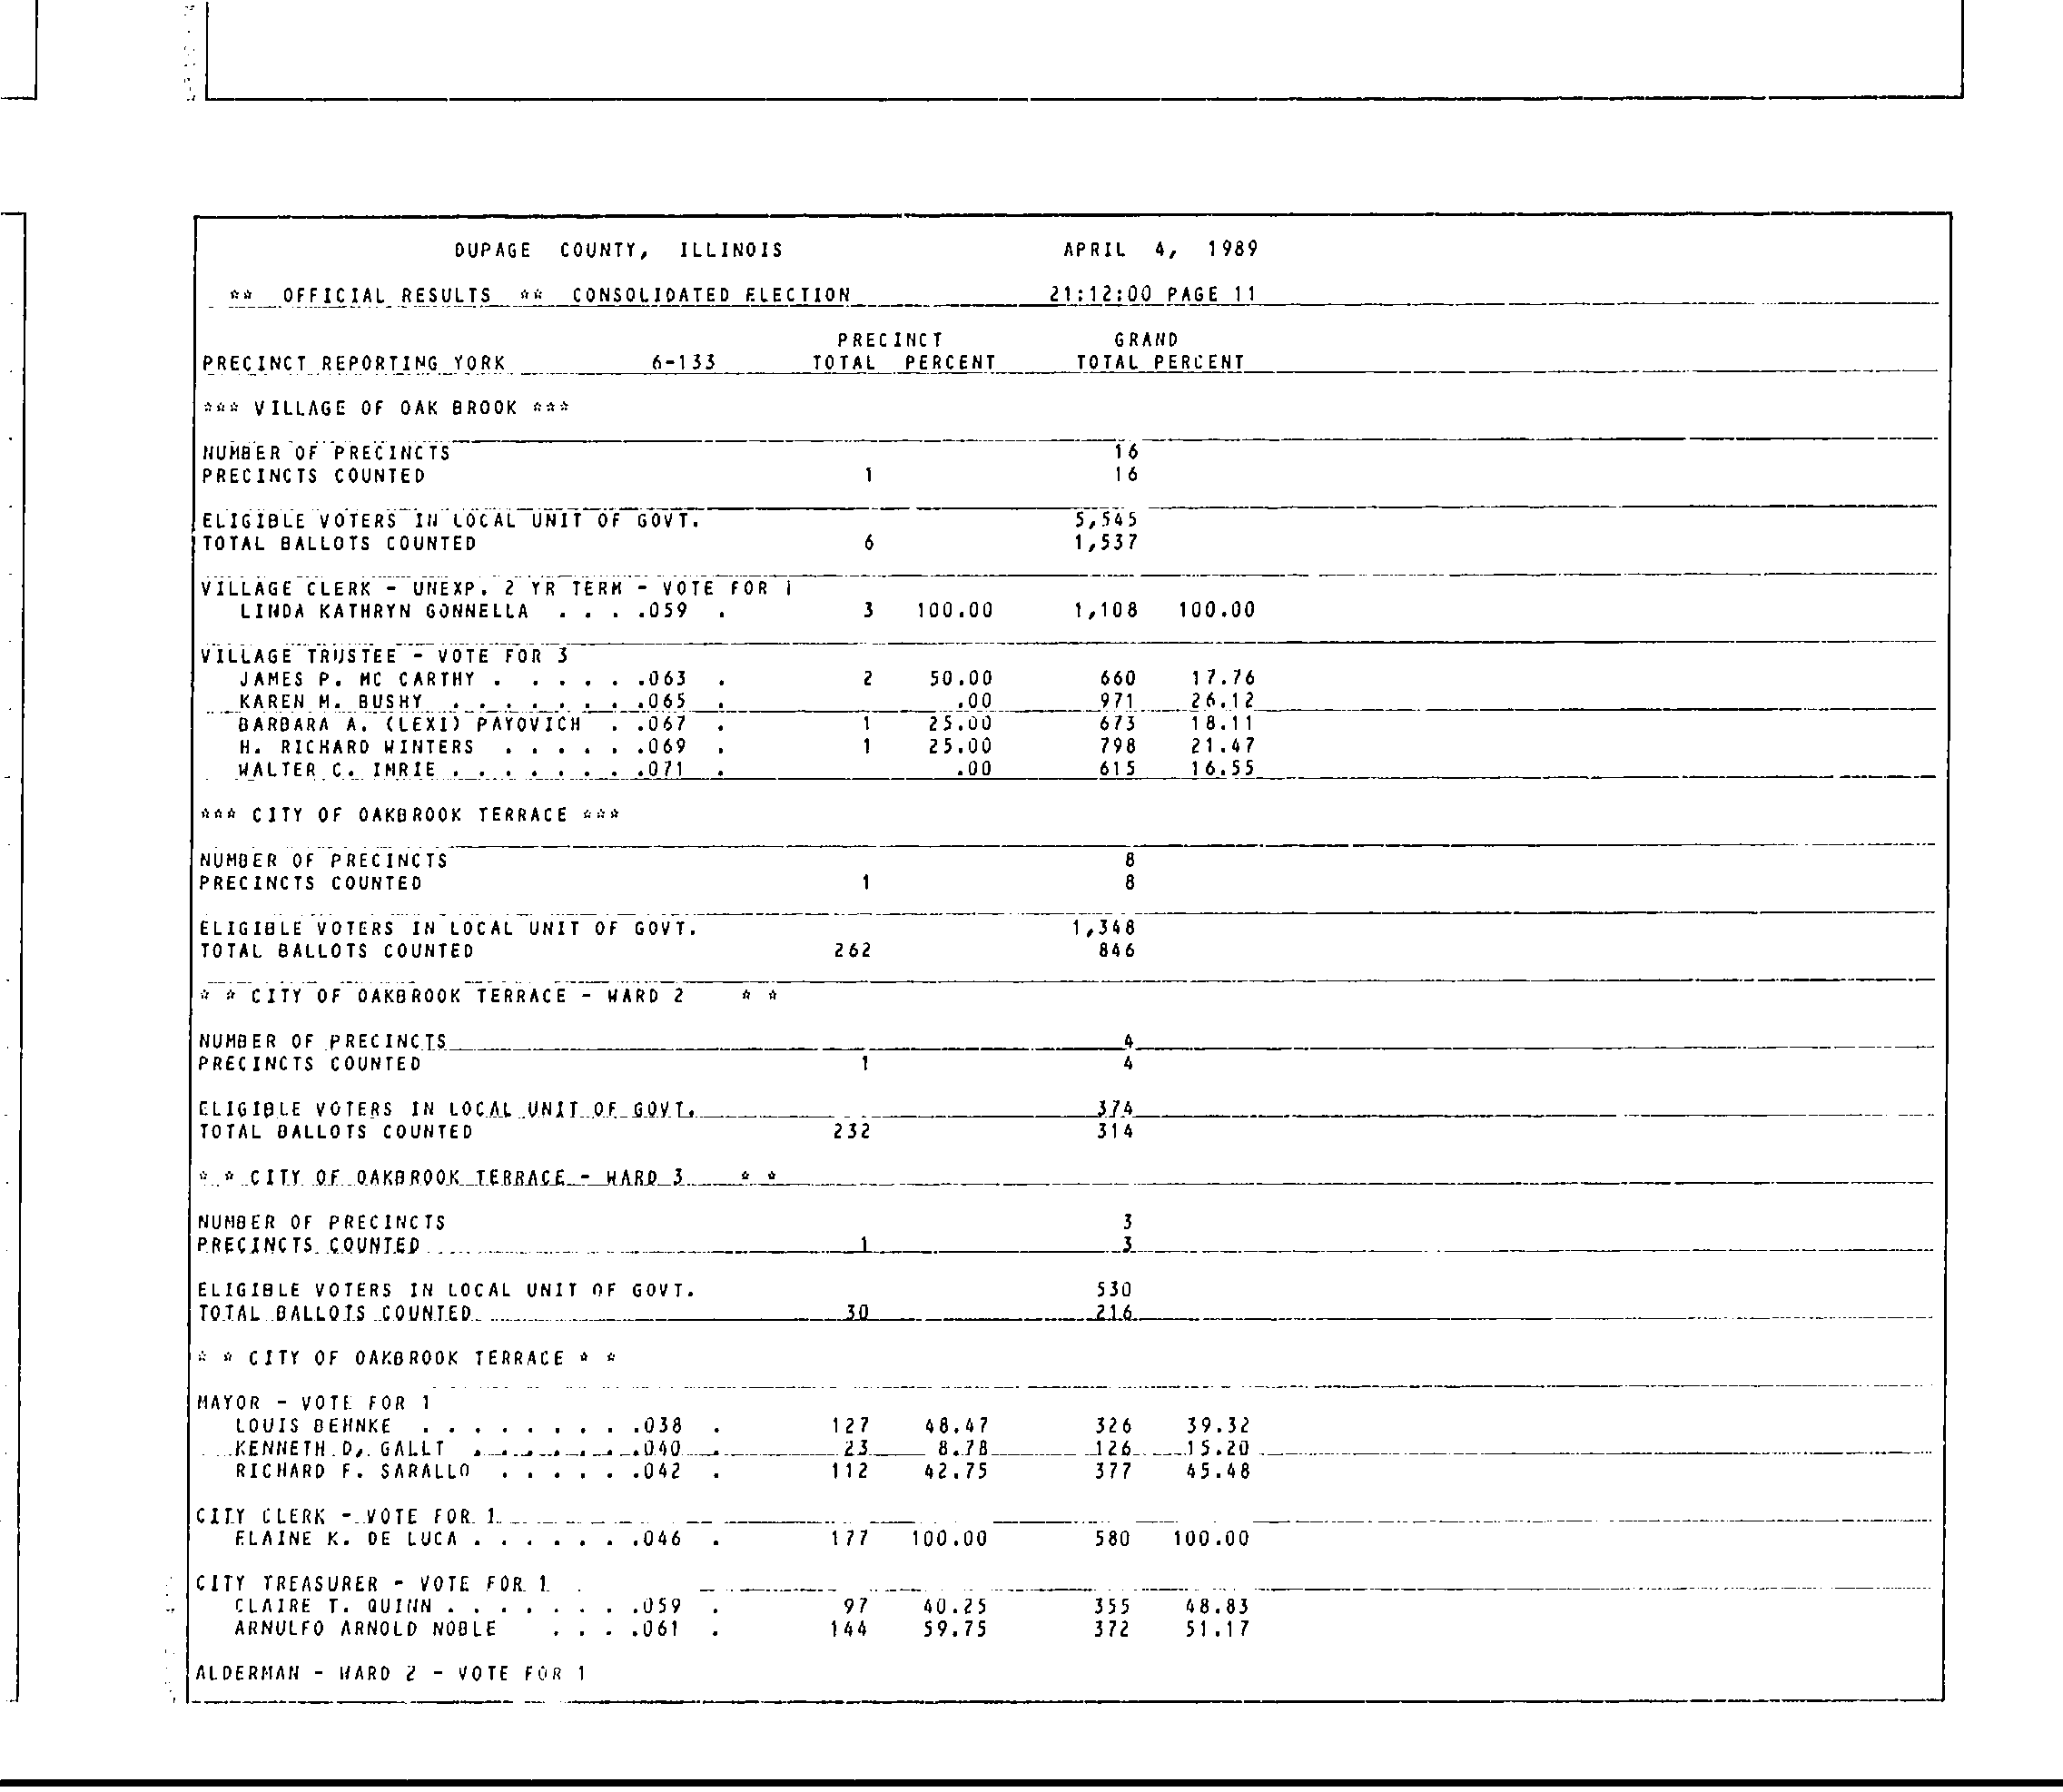 DUPAGE COUNTY, ILLINOIS APRIL 4, 1989
** OFFICIAL RESULTS ** CONSOLIDATED ELECTION 21:12:00 PAGE 11
PRECINCT GRAND
PRECINCT REPORTING YORK 6-133 TOTAL PERCENT TOTAL PERCENT
*** VILLAGE OF OAK BROOK ***
NUMBER OF PRECINCTS 16
PRECINCTS COUNTED 1 16
ELIGIBLE VOTERS IN LOCAL UNIT OF GOVT. 5,545
TOTAL BALLOTS COUNTED 6 1,537
VILLAGE CLERK - UNEXP. 2 YR TERM - VOTE FOR 1
LINDA KATHRYN GONNELLA . . . .059 . 3 100.00 1,108 100.00
VILLAGE TRUSTEE - VOTE FOR 3
JAMES P. MC CARTHY . . . . . .063 . 2 50.00 660 17.76
KAREN M. BUSHY . . . . . . . .065 . .00 971 26.12
BARBARA A. (LEXI) PAYOVICH . .067 . 1 25.00 673 18.11
H. RICHARD WINTERS . . . . . .069 . 1 25.00 798 21.47
WALTER C. IMRIE . . . . . . . .071 . .00 615 16.55
*** CITY OF OAKBROOK TERRACE ***
NUMBER OF PRECINCTS 8
PRECINCTS COUNTED 1 8
ELIGIBLE VOTERS IN LOCAL UNIT OF GOVT. 1,348
TOTAL BALLOTS COUNTED 262 846
* * CITY OF OAKBROOK TERRACE - WARD 2 * *
NUMBER OF PRECINCTS 4
PRECINCTS COUNTED 1 4
ELIGIBLE VOTERS IN LOCAL UNIT OF GOVT. 374
TOTAL BALLOTS COUNTED 232 314
* * CITY OF OAKBROOK TERRACE - WARD 3 * *
NUMBER OF PRECINCTS 3
PRECINCTS COUNTED 1 3
ELIGIBLE VOTERS IN LOCAL UNIT OF GOVT. 530
TOTAL BALLOTS COUNTED 30 216
* * CITY OF OAKBROOK TERRACE * *
MAYOR - VOTE FOR 1
LOUIS BEHNKE . . . . . . . . .038 . 127 48.47 326 39.32
KENNETH D. GALLT . . . . . . .040 . 23 8.78 126 15.20
RICHARD F. SARALLO . . . . . .042 . 112 42.75 377 45.48
CITY CLERK - VOTE FOR 1
ELAINE K. DE LUCA . . . . . . .046 . 177 100.00 580 100.00
CITY TREASURER - VOTE FOR 1
CLAIRE T. QUINN . . . . . . . .059 . 97 40.25 355 48.83
ARNULFO ARNOLD NOBLE . . . .061 . 144 59.75 372 51.17
ALDERMAN - WARD 2 - VOTE FOR 1